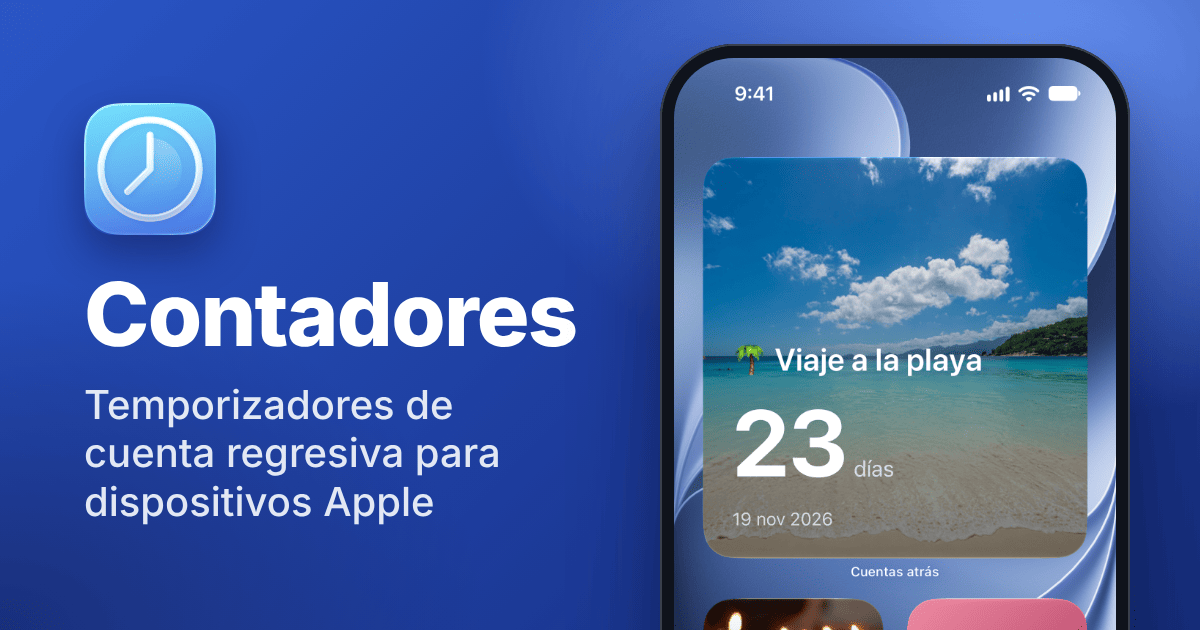 Contadores
Temporizadores de
cuenta regresiva para
dispositivos Apple
9:41
Viaje a la playa
23 días
19 nov 2026
Cuentas atrás